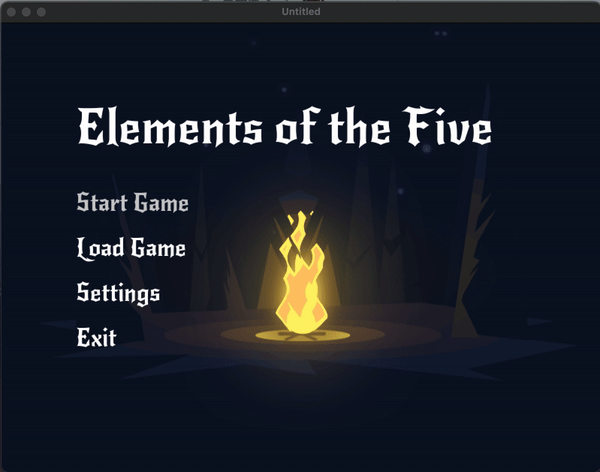 Untitled
Elements of the Five
Start Game
Load Game
Settings
Exit